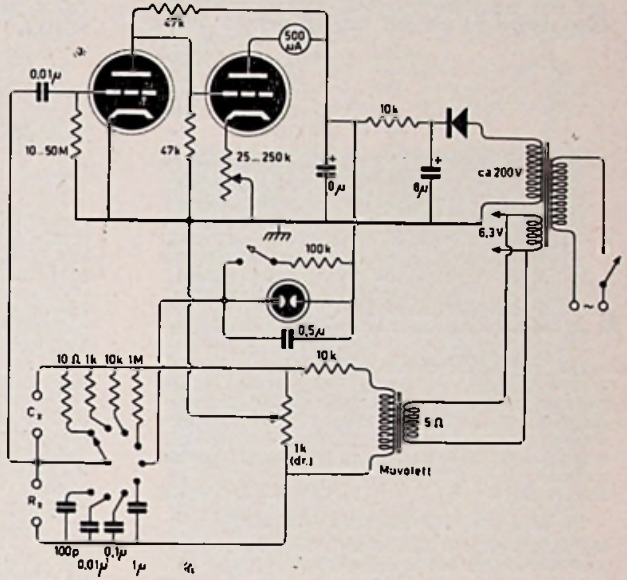 47k
500
µA
0,01µ
10k
10–50M
47k
25–250k
+
8µ
+
8µ
ca 200V
6,3V
~
100k
0,5µ
10 Ω 1k 10k 1M
10k
Cx
1k
(dr.)
5 Ω
Muvolett
Rx
100p
0,01µ
0,1µ
1µ